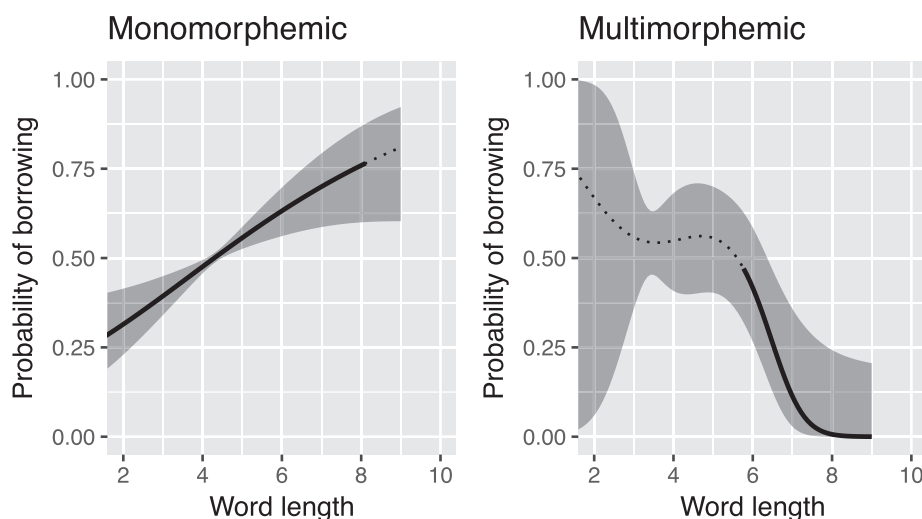 Monomorphemic
Probability of borrowing
1.00
0.75
0.50
0.25
0.00
2 4 6 8 10
Word length
Multimorphemic
Probability of borrowing
1.00
0.75
0.50
0.25
0.00
2 4 6 8 10
Word length